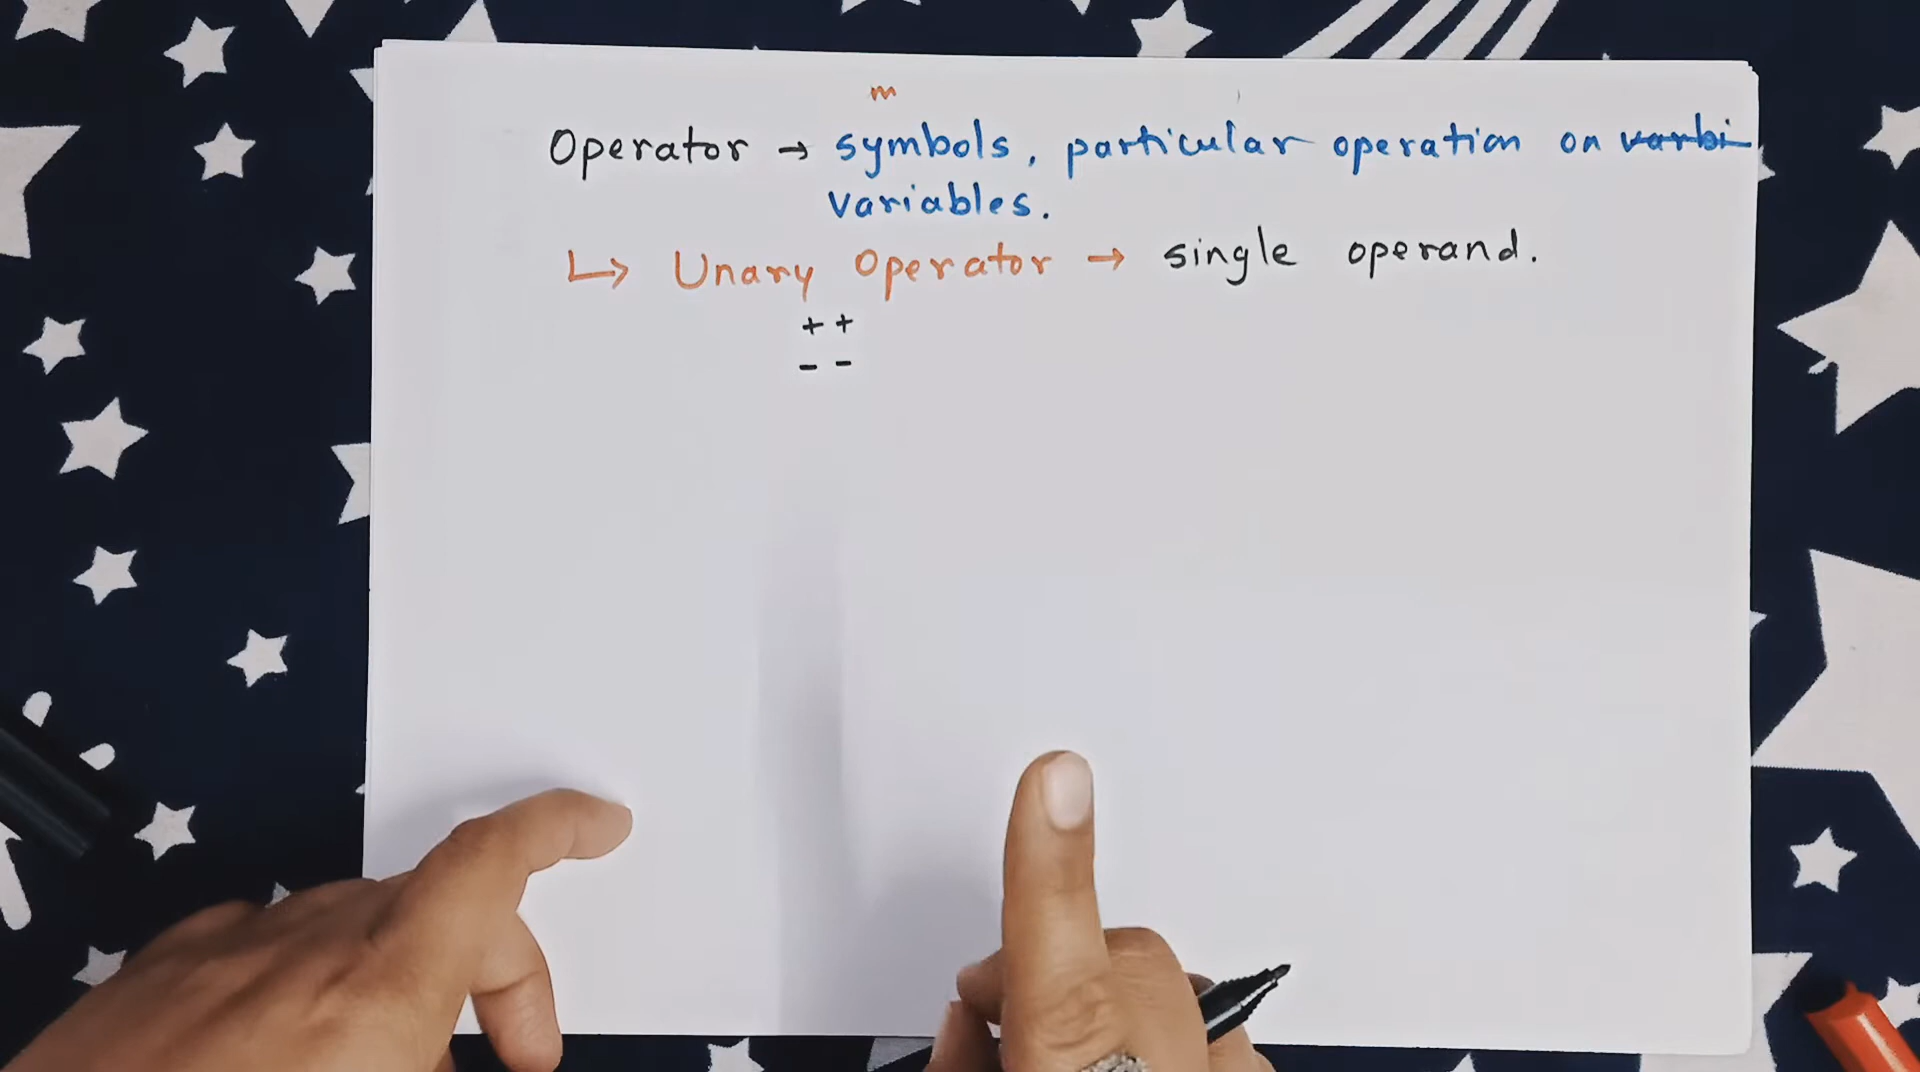 m
Operator → symbols, particular operation on varbi
variables.
↳ Unary Operator → single operand.
++
--